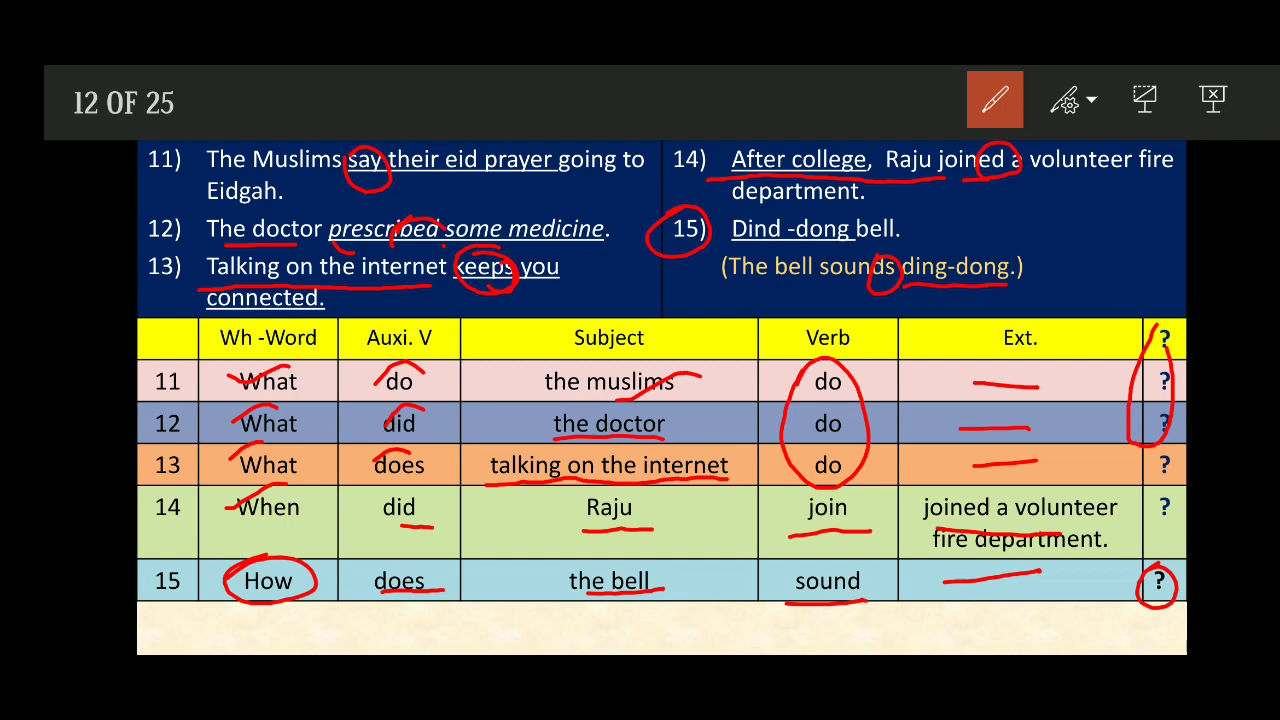 12 OF 25
11) The Muslims say their eid prayer going to
Eidgah.
12) The doctor prescribed some medicine.
13) Talking on the internet keeps you
connected.
14) After college, Raju joined a volunteer fire
department.
15) Dind -dong bell.
(The bell sounds ding-dong.)
Wh -Word Auxi. V Subject Verb Ext. ?
11 What do the muslims do ?
12 What did the doctor do ?
13 What does talking on the internet do ?
14 When did Raju join joined a volunteer ?
fire department.
15 How does the bell sound ?